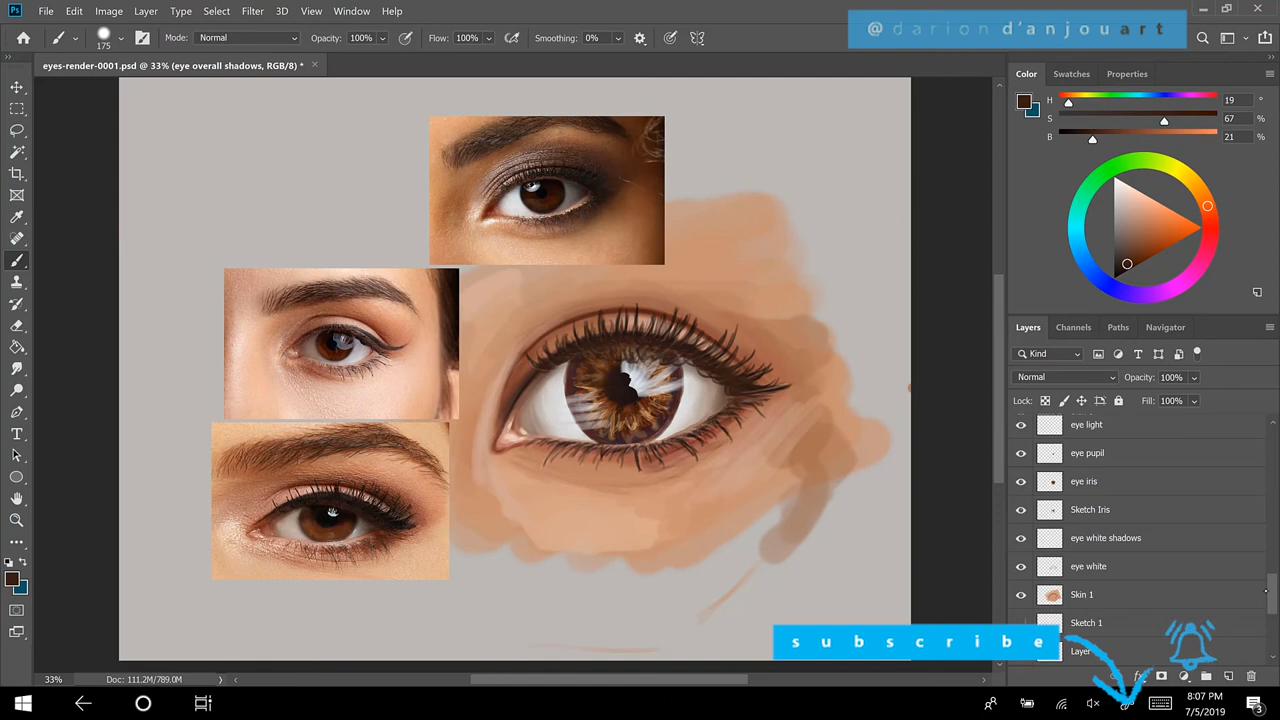 Ps File Edit Image Layer Type Select Filter 3D View Window Help
@dariond'anjouart
175 Mode: Normal Opacity: 100% Flow: 100% Smoothing: 0%
eyes-render-0001.psd @ 33% (eye overall shadows, RGB/8) *
Color Swatches Properties
H 19 °
S 67 %
B 21 %
Layers Channels Paths Navigator
Kind
Normal Opacity: 100%
Lock: Fill: 100%
eye light
eye pupil
eye iris
Sketch Iris
eye white shadows
eye white
Skin 1
Sketch 1
Layer
subscribe
33% Doc: 111.2M/789.0M
8:07 PM
7/5/2019
3